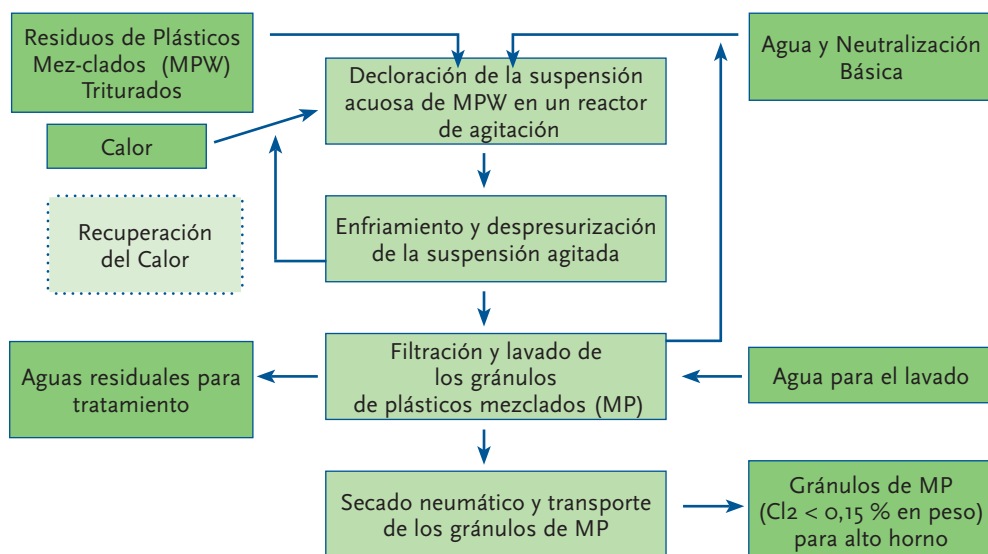 Residuos de Plásticos
Mez-clados (MPW)
Triturados
Agua y Neutralización
Básica
Decloración de la suspensión
acuosa de MPW en un reactor
de agitación
Calor
Recuperación
del Calor
Enfriamiento y despresurización
de la suspensión agitada
Aguas residuales para
tratamiento
Filtración y lavado de
los gránulos
de plásticos mezclados (MP)
Agua para el lavado
Secado neumático y transporte
de los gránulos de MP
Gránulos de MP
(Cl2 < 0,15 % en peso)
para alto horno